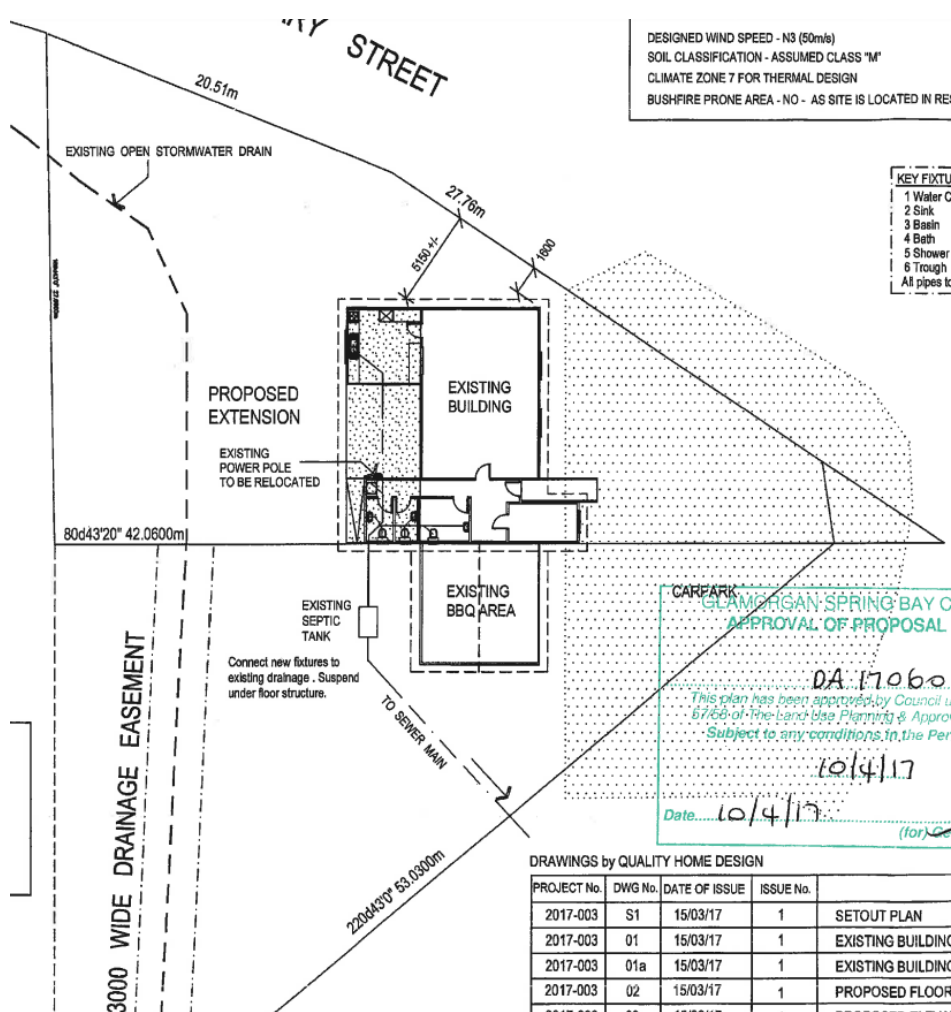 RY STREET
DESIGNED WIND SPEED - N3 (50m/s)
SOIL CLASSIFICATION - ASSUMED CLASS "M"
CLIMATE ZONE 7 FOR THERMAL DESIGN
BUSHFIRE PRONE AREA - NO - AS SITE IS LOCATED IN RES
20.51m
EXISTING OPEN STORMWATER DRAIN
KEY FIXTU
1 Water C
2 Sink
3 Basin
4 Bath
5 Shower
6 Trough
All pipes to
27.76m
5150 +/-
1600
PROPOSED
EXTENSION
EXISTING
BUILDING
EXISTING
POWER POLE
TO BE RELOCATED
80d43'20" 42.0600m
EXISTING
BBQ AREA
CARPARK
EXISTING
SEPTIC
TANK
Connect new fixtures to
existing drainage . Suspend
under floor structure.
TO SEWER MAIN
3000 WIDE DRAINAGE EASEMENT
220d43'0" 53.0300m
GLAMORGAN SPRING BAY C
APPROVAL OF PROPOSAL
DA 17060
This plan has been approved by Council u
57/58 of The Land Use Planning & Approv
Subject to any conditions in the Per
10/4/17
Date 10/4/17
(for)
DRAWINGS by QUALITY HOME DESIGN
PROJECT No. DWG No. DATE OF ISSUE ISSUE No.
2017-003 S1 15/03/17 1 SETOUT PLAN
2017-003 01 15/03/17 1 EXISTING BUILDING
2017-003 01a 15/03/17 1 EXISTING BUILDING
2017-003 02 15/03/17 1 PROPOSED FLOOR